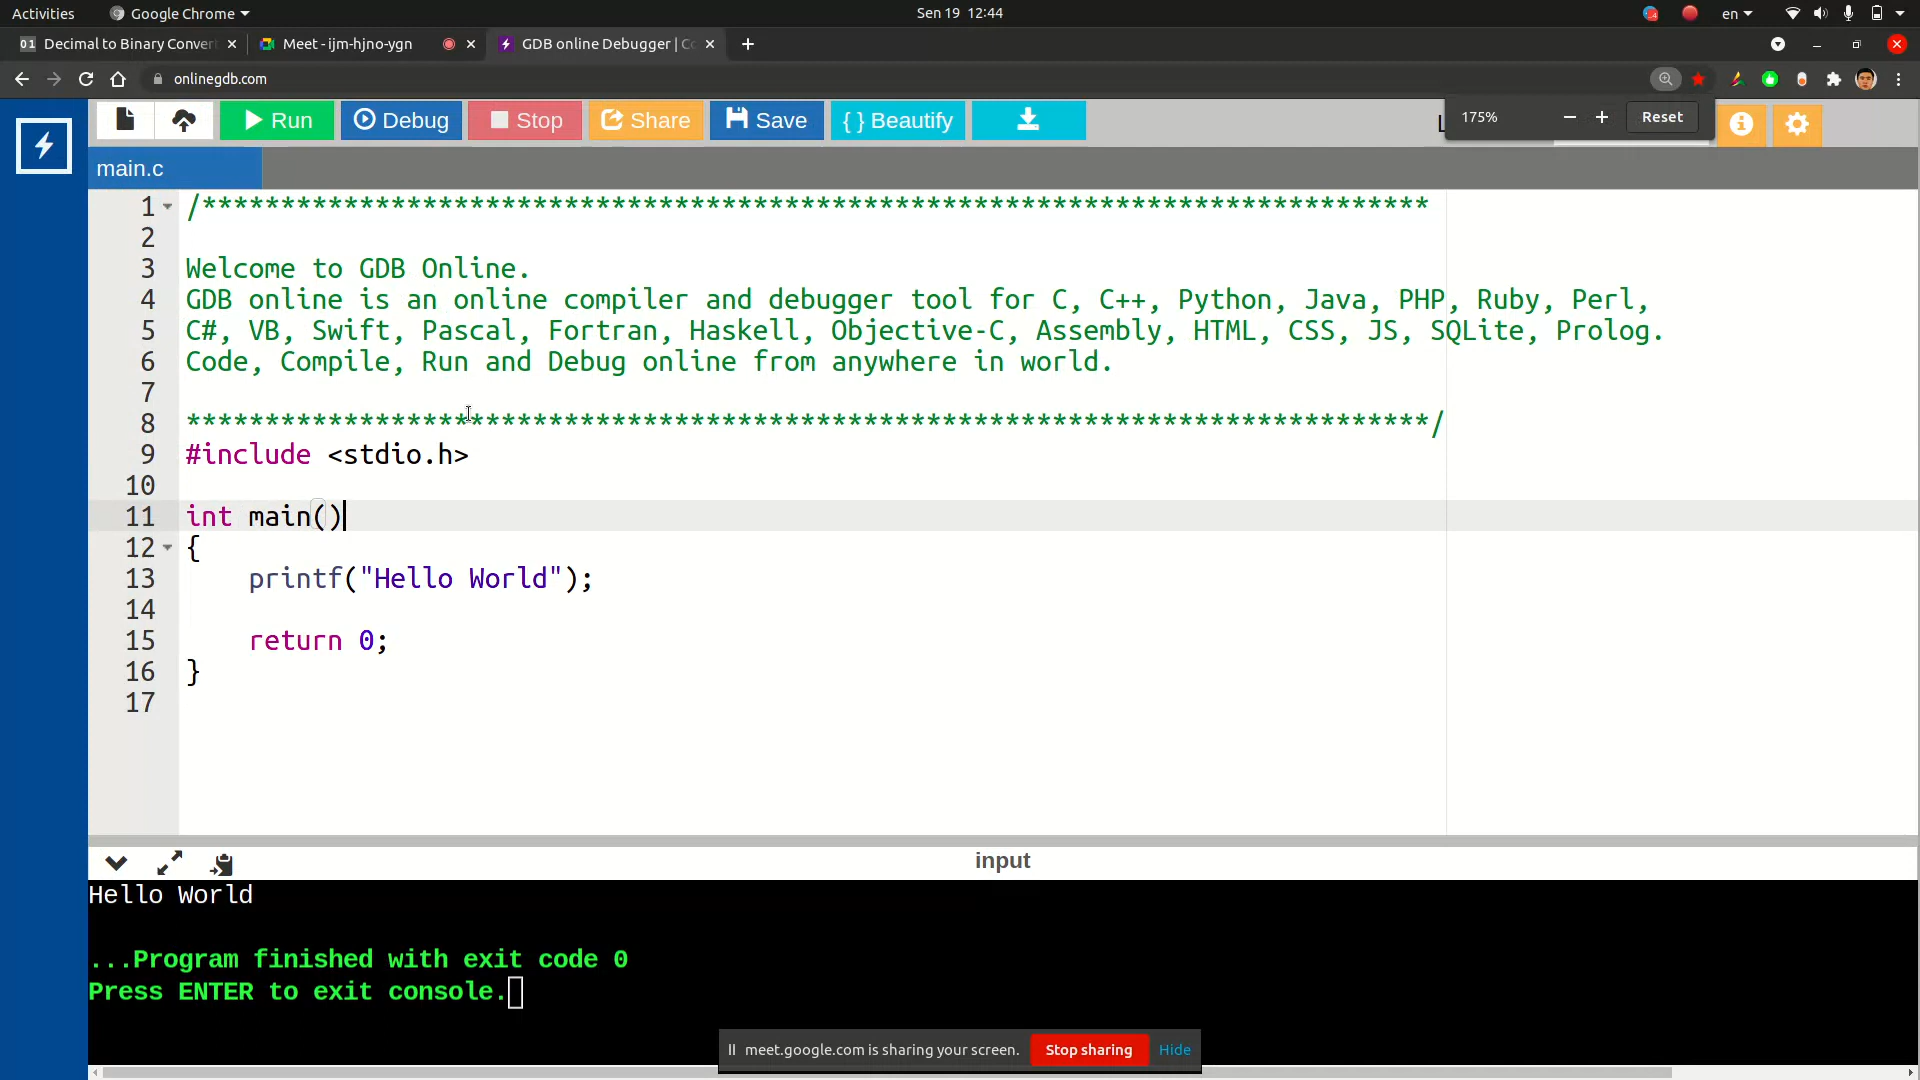 Activities Google Chrome Sen 19 12:44 en
Decimal to Binary Convert Meet - ijm-hjno-ygn GDB online Debugger | Co
onlinegdb.com
Run Debug Stop Share Save { } Beautify 175% Reset
main.c
1 /******************************************************************************
2
3 Welcome to GDB Online.
4 GDB online is an online compiler and debugger tool for C, C++, Python, Java, PHP, Ruby, Perl,
5 C#, VB, Swift, Pascal, Fortran, Haskell, Objective-C, Assembly, HTML, CSS, JS, SQLite, Prolog.
6 Code, Compile, Run and Debug online from anywhere in world.
7
8 *******************************************************************************/
9 #include <stdio.h>
10
11 int main()
12 {
13 printf("Hello World");
14
15 return 0;
16 }
17
input
Hello World
...Program finished with exit code 0
Press ENTER to exit console.
meet.google.com is sharing your screen. Stop sharing Hide